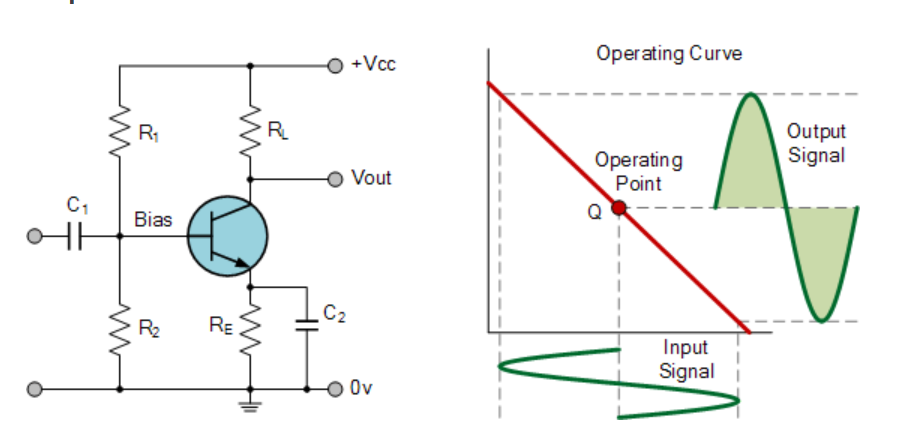 +Vcc
R1
RL
Vout
C1
Bias
R2
RE
C2
0v
Operating Curve
Output
Signal
Operating
Point
Q
Input
Signal